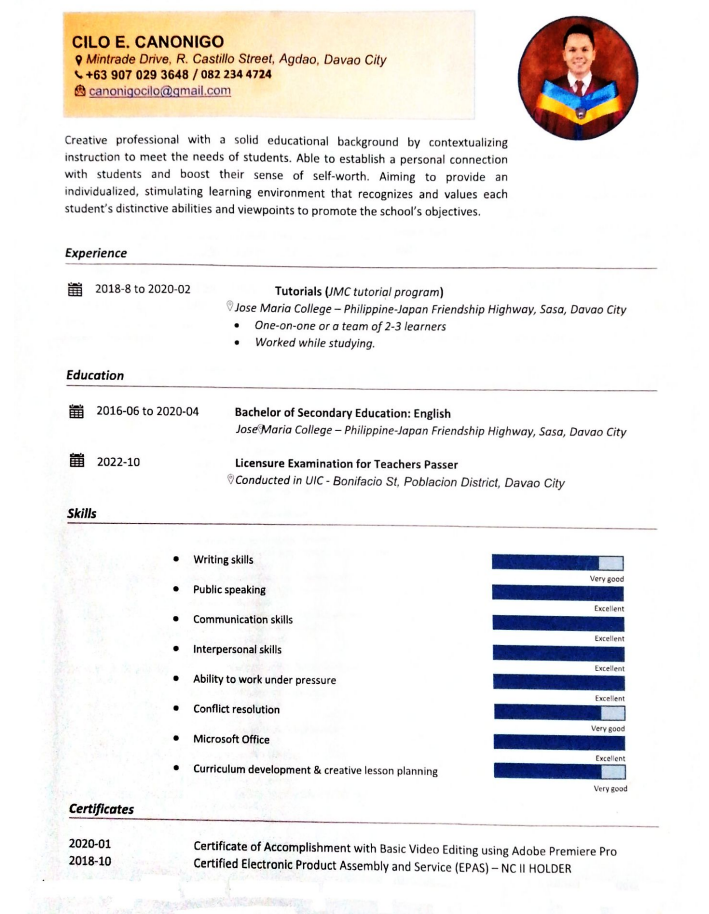 CILO E. CANONIGO
Mintrade Drive, R. Castillo Street, Agdao, Davao City
+63 907 029 3648 / 082 234 4724
canonigocilo@gmail.com
Creative professional with a solid educational background by contextualizing
instruction to meet the needs of students. Able to establish a personal connection
with students and boost their sense of self-worth. Aiming to provide an
individualized, stimulating learning environment that recognizes and values each
student's distinctive abilities and viewpoints to promote the school's objectives.
Experience
2018-8 to 2020-02 Tutorials (JMC tutorial program)
Jose Maria College – Philippine-Japan Friendship Highway, Sasa, Davao City
• One-on-one or a team of 2-3 learners
• Worked while studying.
Education
2016-06 to 2020-04 Bachelor of Secondary Education: English
Jose Maria College – Philippine-Japan Friendship Highway, Sasa, Davao City
2022-10 Licensure Examination for Teachers Passer
Conducted in UIC - Bonifacio St, Poblacion District, Davao City
Skills
• Writing skills
Very good
• Public speaking
Excellent
• Communication skills
Excellent
• Interpersonal skills
Excellent
• Ability to work under pressure
Excellent
• Conflict resolution
Very good
• Microsoft Office
Excellent
• Curriculum development & creative lesson planning
Very good
Certificates
2020-01 Certificate of Accomplishment with Basic Video Editing using Adobe Premiere Pro
2018-10 Certified Electronic Product Assembly and Service (EPAS) – NC II HOLDER